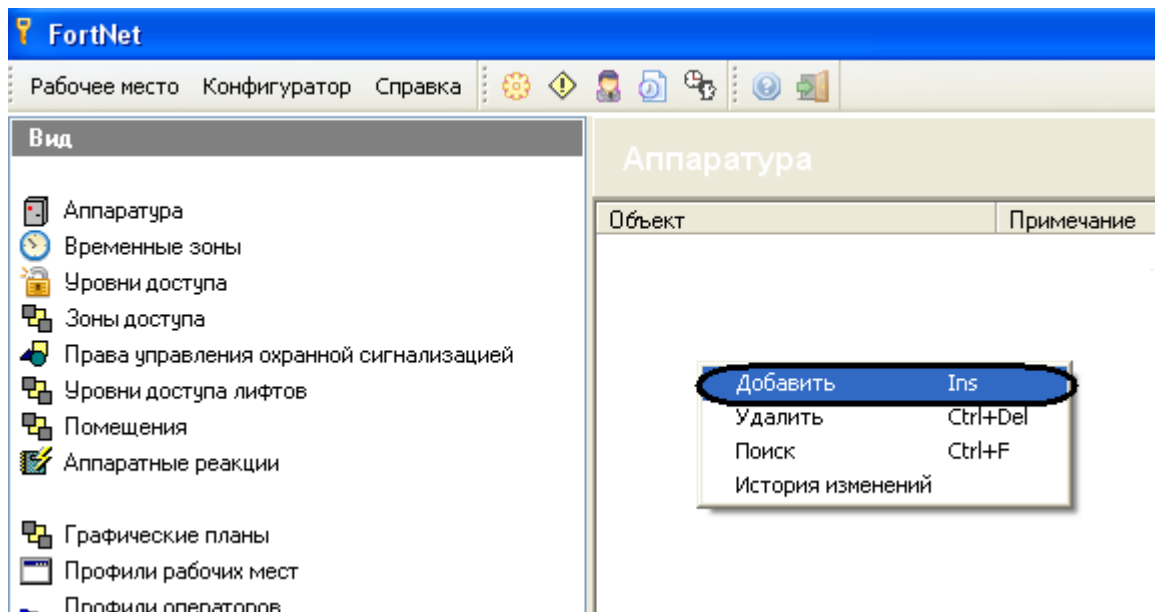 FortNet
Рабочее место Конфигуратор Справка
Вид
Аппаратура
Временные зоны
Уровни доступа
Зоны доступа
Права управления охранной сигнализацией
Уровни доступа лифтов
Помещения
Аппаратные реакции
Графические планы
Профили рабочих мест
Профили операторов
Аппаратура
Объект Примечание
Добавить Ins
Удалить Ctrl+Del
Поиск Ctrl+F
История изменений